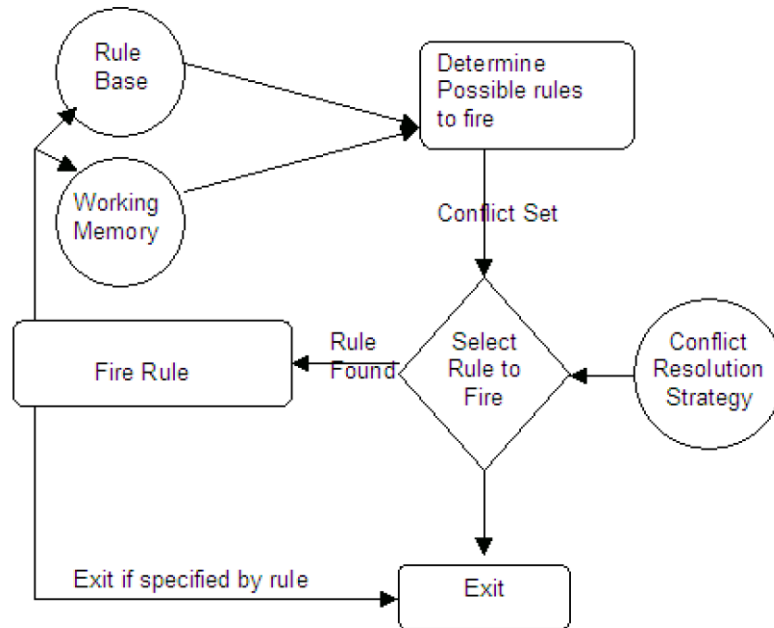 Rule
Base
Determine
Possible rules
to fire
Working
Memory
Conflict Set
Rule
Found
Select
Rule to
Fire
Conflict
Resolution
Strategy
Fire Rule
Exit if specified by rule
Exit